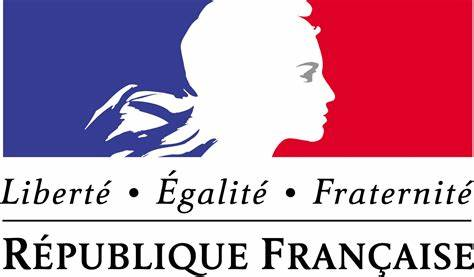 Liberté • Égalité • Fraternité
RÉPUBLIQUE FRANÇAISE